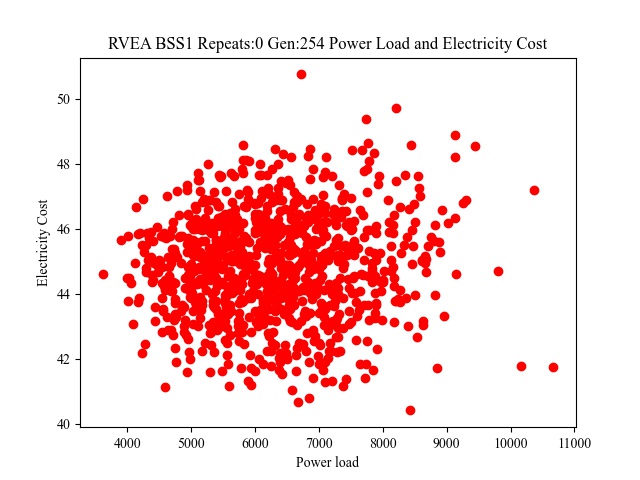 RVEA BSS1 Repeats:0 Gen:254 Power Load and Electricity Cost
50
48
46
44
42
40
Electricity Cost
4000 5000 6000 7000 8000 9000 10000 11000
Power load